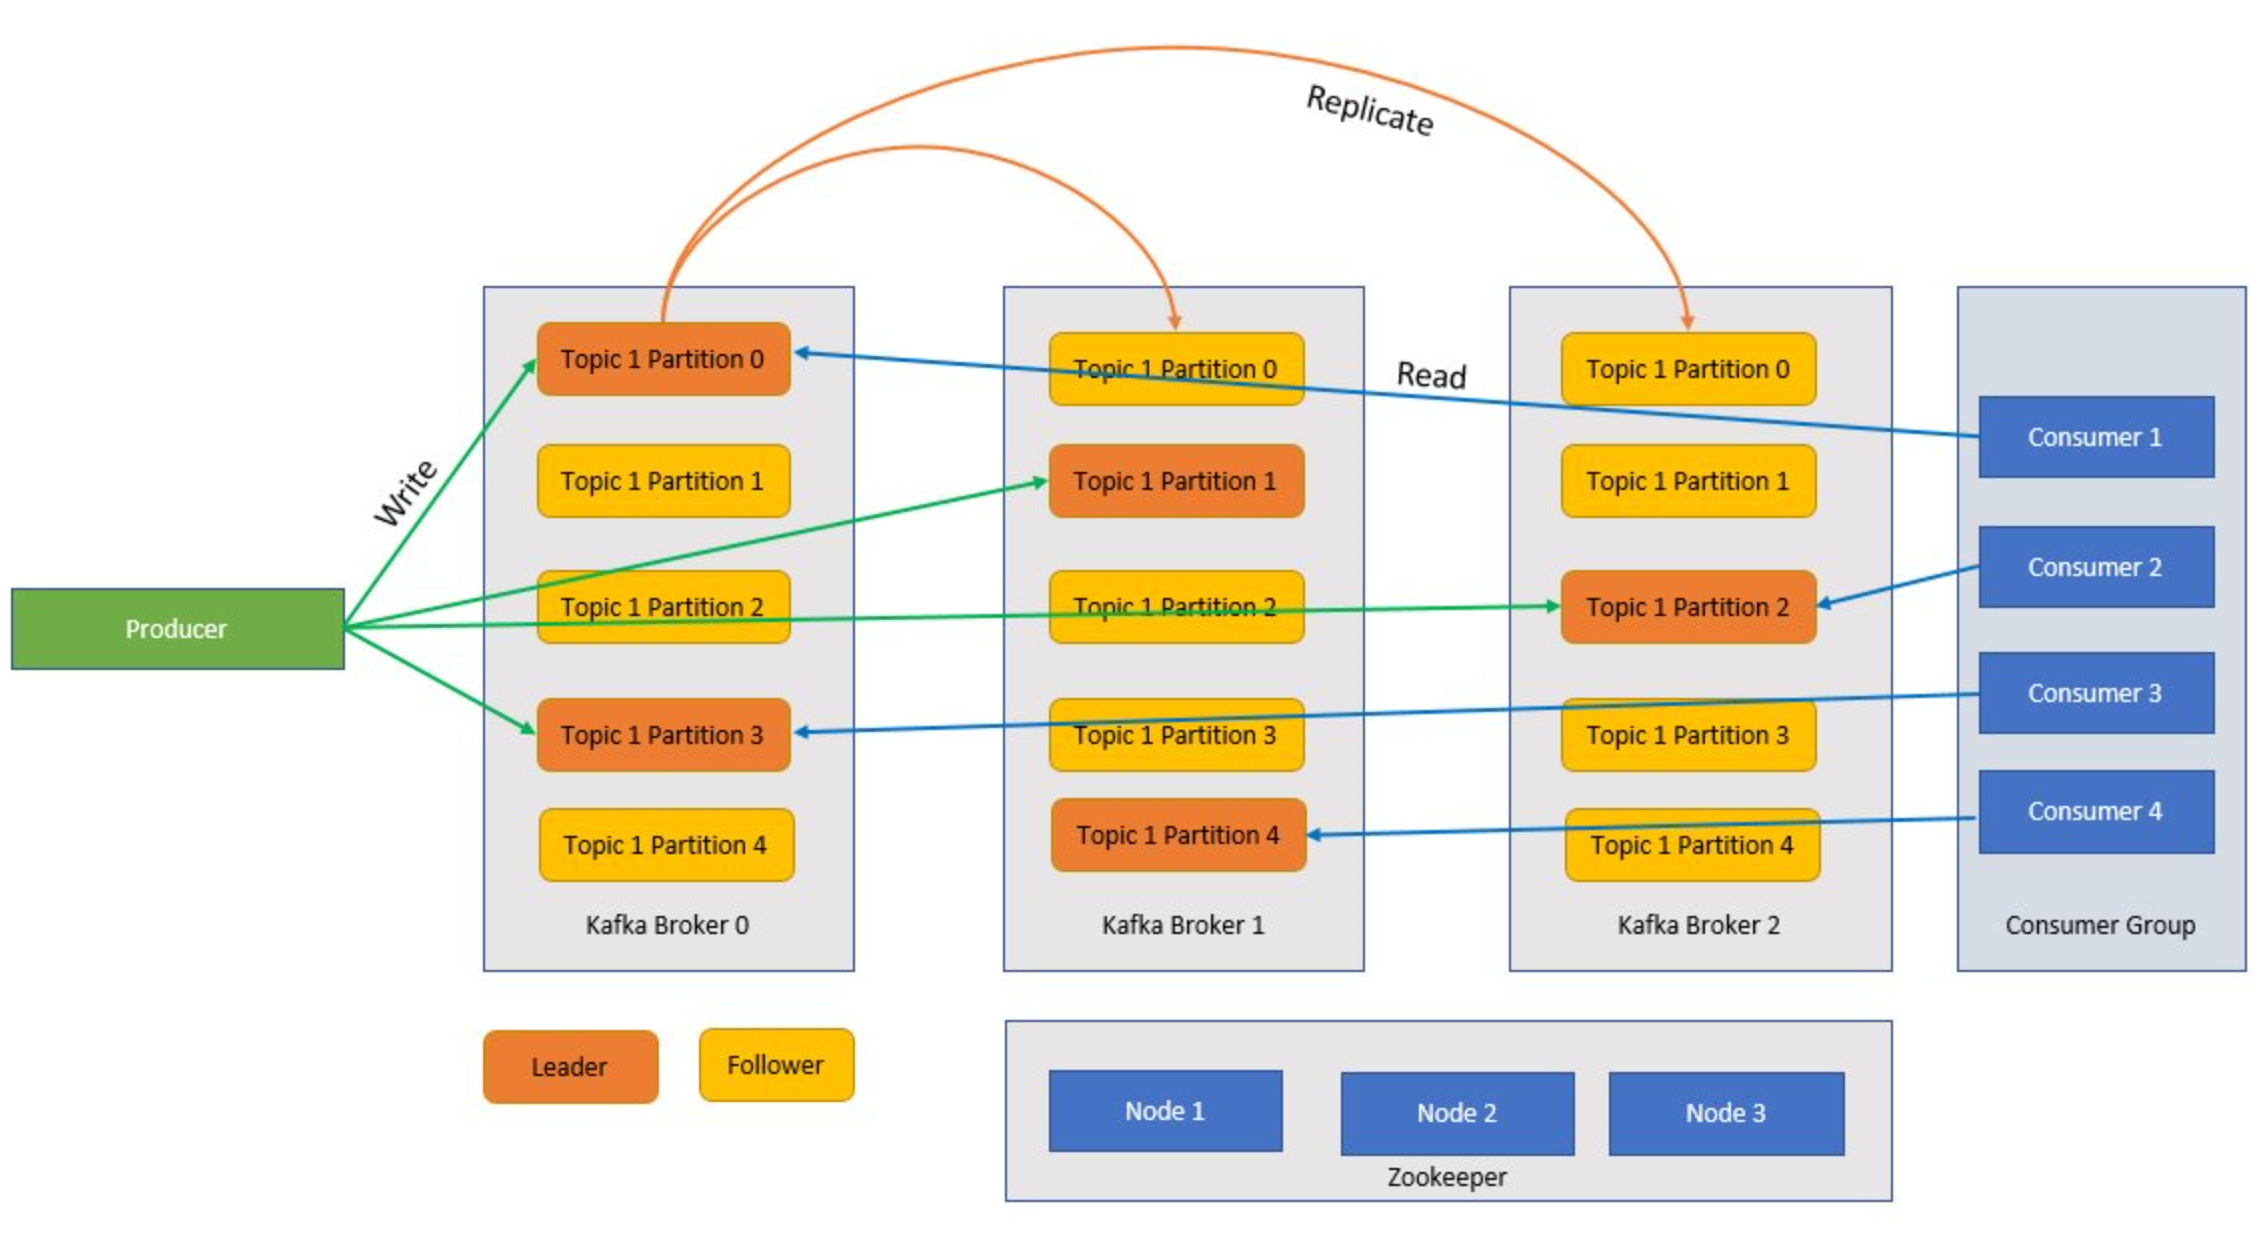 Replicate
Read
Write
Producer
Topic 1 Partition 0
Topic 1 Partition 1
Topic 1 Partition 2
Topic 1 Partition 3
Topic 1 Partition 4
Kafka Broker 0
Topic 1 Partition 0
Topic 1 Partition 1
Topic 1 Partition 2
Topic 1 Partition 3
Topic 1 Partition 4
Kafka Broker 1
Topic 1 Partition 0
Topic 1 Partition 1
Topic 1 Partition 2
Topic 1 Partition 3
Topic 1 Partition 4
Kafka Broker 2
Consumer 1
Consumer 2
Consumer 3
Consumer 4
Consumer Group
Leader
Follower
Node 1
Node 2
Node 3
Zookeeper